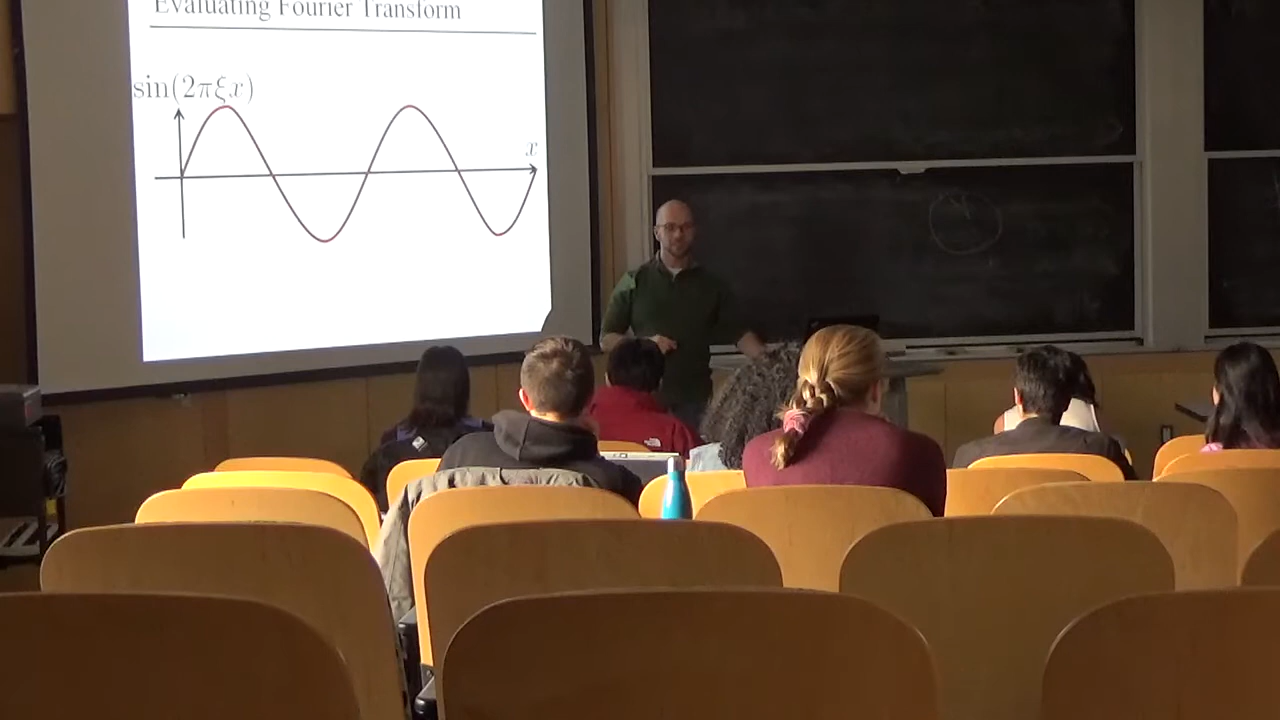 Evaluating Fourier Transform
sin(2πξx)
x